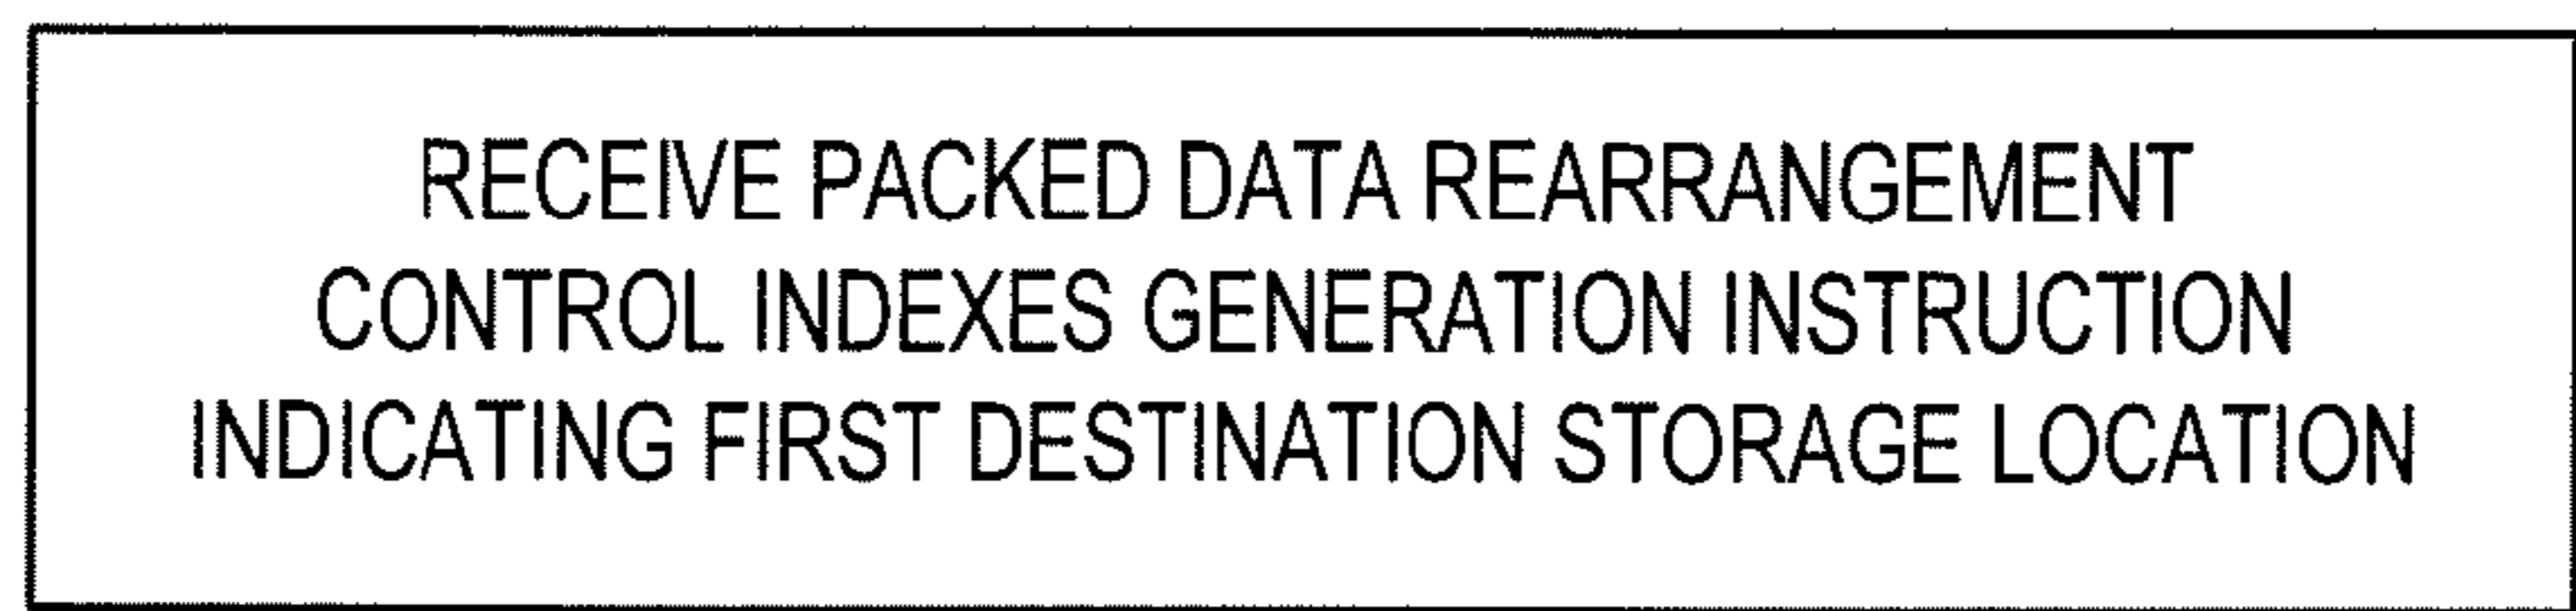 RECEIVE PACKED DATA REARRANGEMENT
CONTROL INDEXES GENERATION INSTRUCTION
INDICATING FIRST DESTINATION STORAGE LOCATION